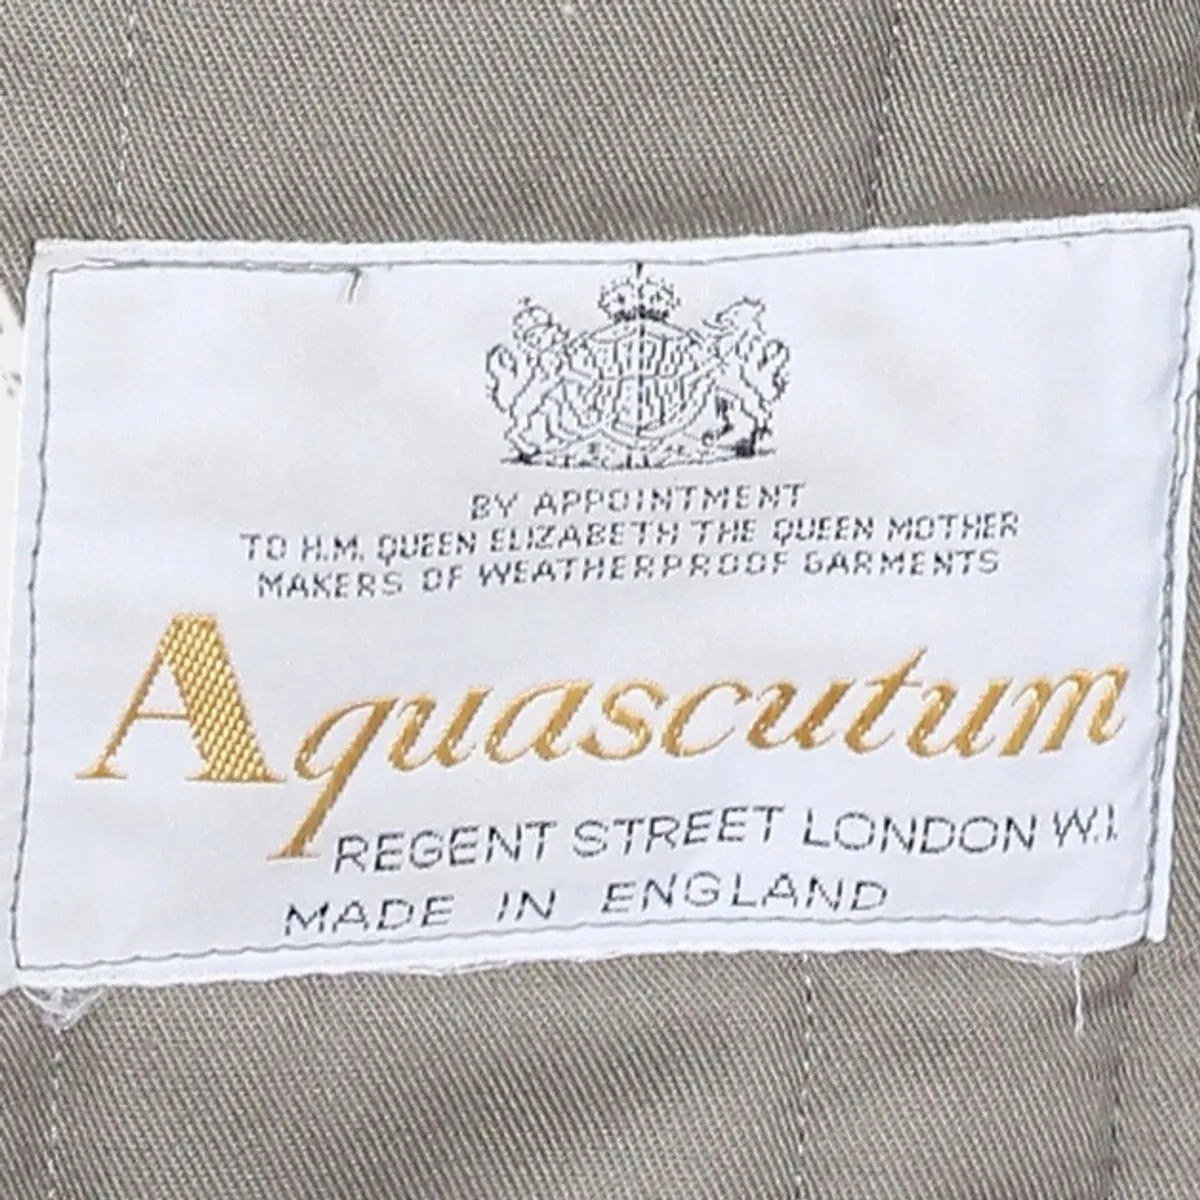 BY APPOINTMENT
TO H.M. QUEEN ELIZABETH THE QUEEN MOTHER
MAKERS OF WEATHERPROOF GARMENTS
Aquascutum
REGENT STREET LONDON W.1.
MADE IN ENGLAND